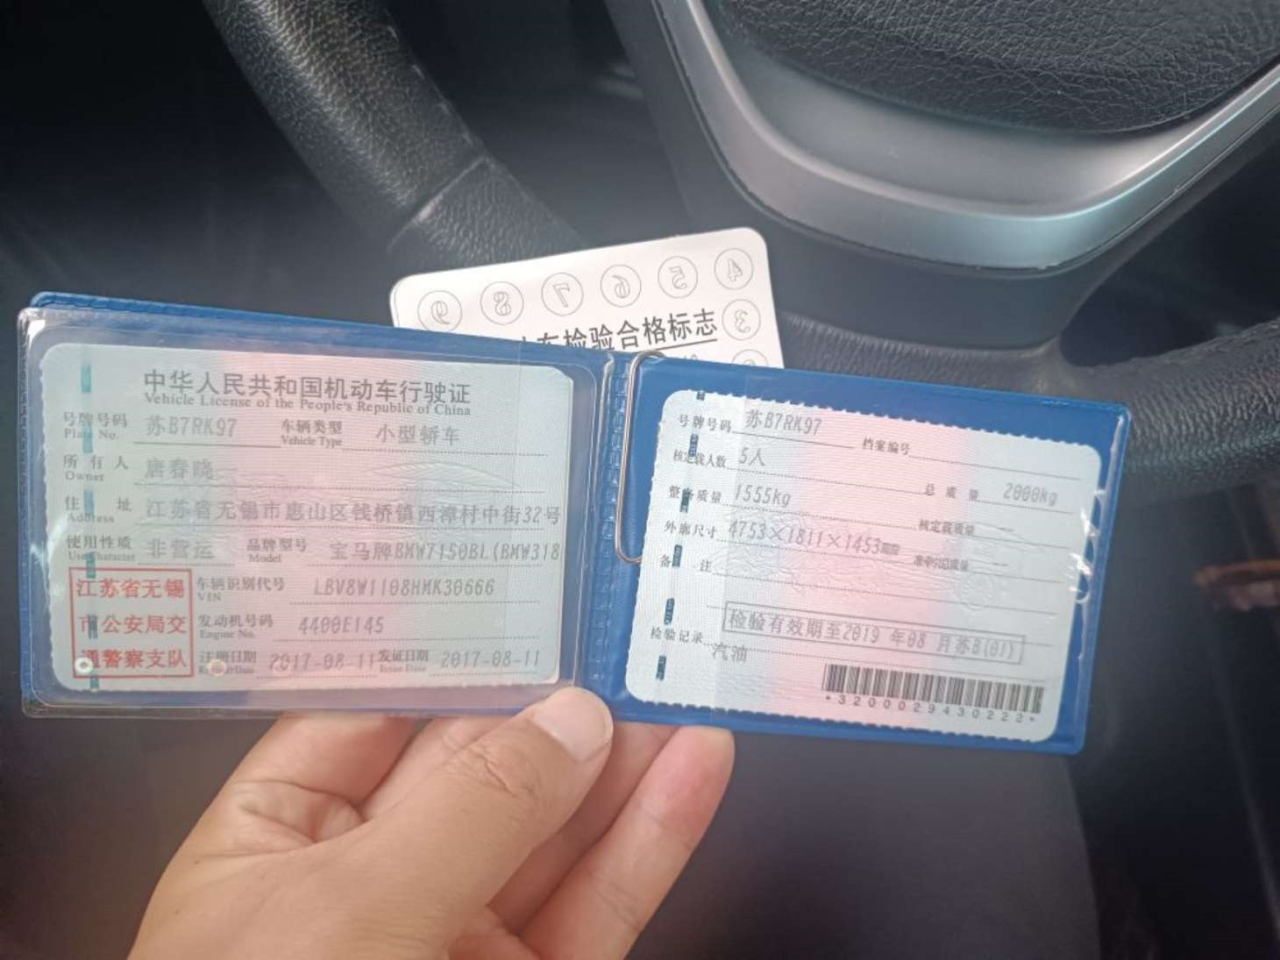 ④ ⑤ ⑥ ⑦ ⑧ ⑨
③
车检验合格标志
中华人民共和国机动车行驶证
Vehicle License of the People's Republic of China
号牌号码 苏B7RK97 车辆类型 小型轿车
Plate No. Vehicle Type
所有人 唐春晓
Owner
住址 江苏省无锡市惠山区钱桥镇西漳村中街32号
Address
使用性质 非营运 品牌型号 宝马牌BMW7150BL(BMW318
Use Character Model
江苏省无锡市公安局交通警察支队
车辆识别代号 LBV8W1108HMK30666
VIN
发动机号码 4400E145
Engine No.
注册日期 2017-08-11 发证日期 2017-08-11
Register Date Issue Date
号牌号码 苏B7RK97 档案编号
核定载人数 5人 总质量 2000kg
整备质量 1555kg 核定载质量 --
外廓尺寸 4753×1811×1453 准牵引总质量 --
备注
检验有效期至2019年08月苏B(01)
检验记录 汽油
*3200029430222*